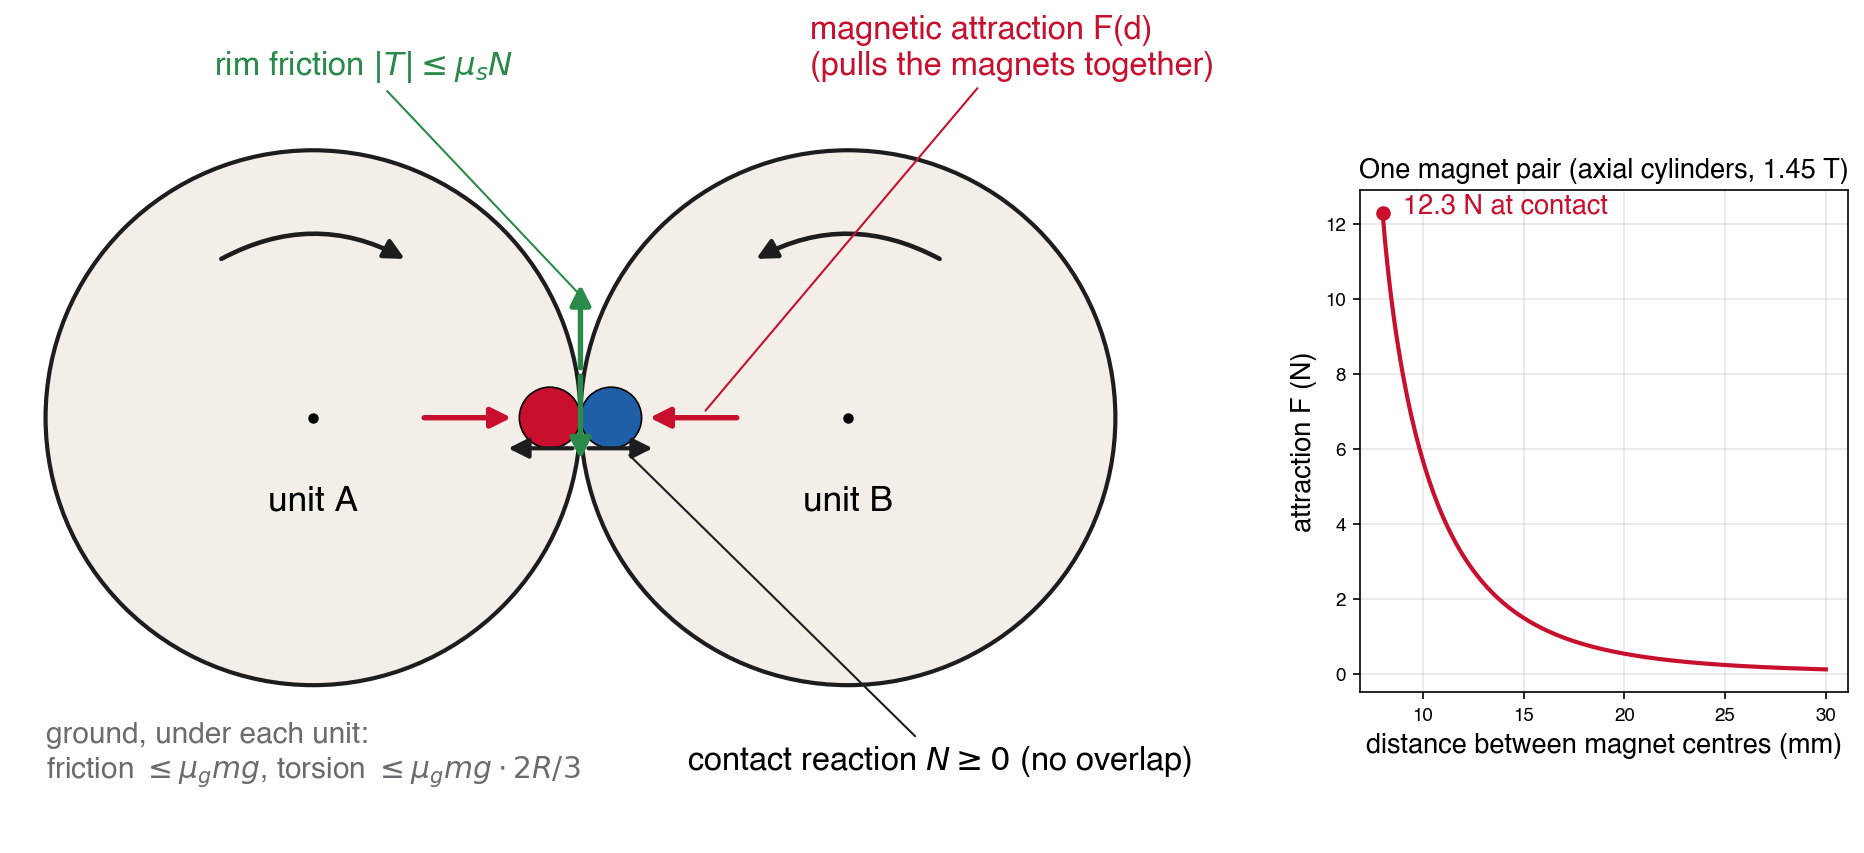 magnetic attraction F(d)
(pulls the magnets together)
rim friction |T| ≤ μₛN
unit A
unit B
ground, under each unit:
friction ≤ μ_g mg, torsion ≤ μ_g mg · 2R/3
contact reaction N ≥ 0 (no overlap)
One magnet pair (axial cylinders, 1.45 T)
12.3 N at contact
attraction F (N)
12
10
8
6
4
2
0
10 15 20 25 30
distance between magnet centres (mm)